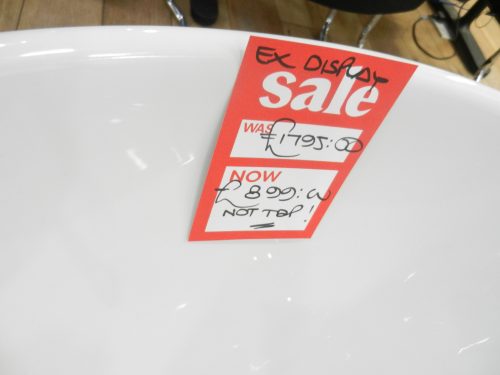 EX DISPLAY
sale
WAS £1795:00
NOW
£899:00
NOT TAP!